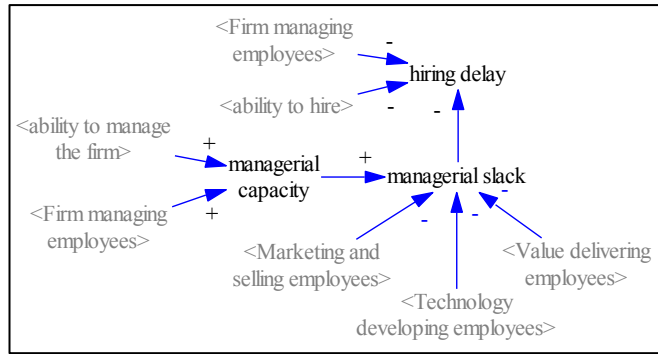 <Firm managing
employees>
-
hiring delay
<ability to hire>
-
-
<ability to manage
the firm>
+
managerial
capacity
+
managerial slack
<Firm managing
employees>
+
-
<Marketing and
selling employees>
-
<Technology
developing employees>
-
<Value delivering
employees>